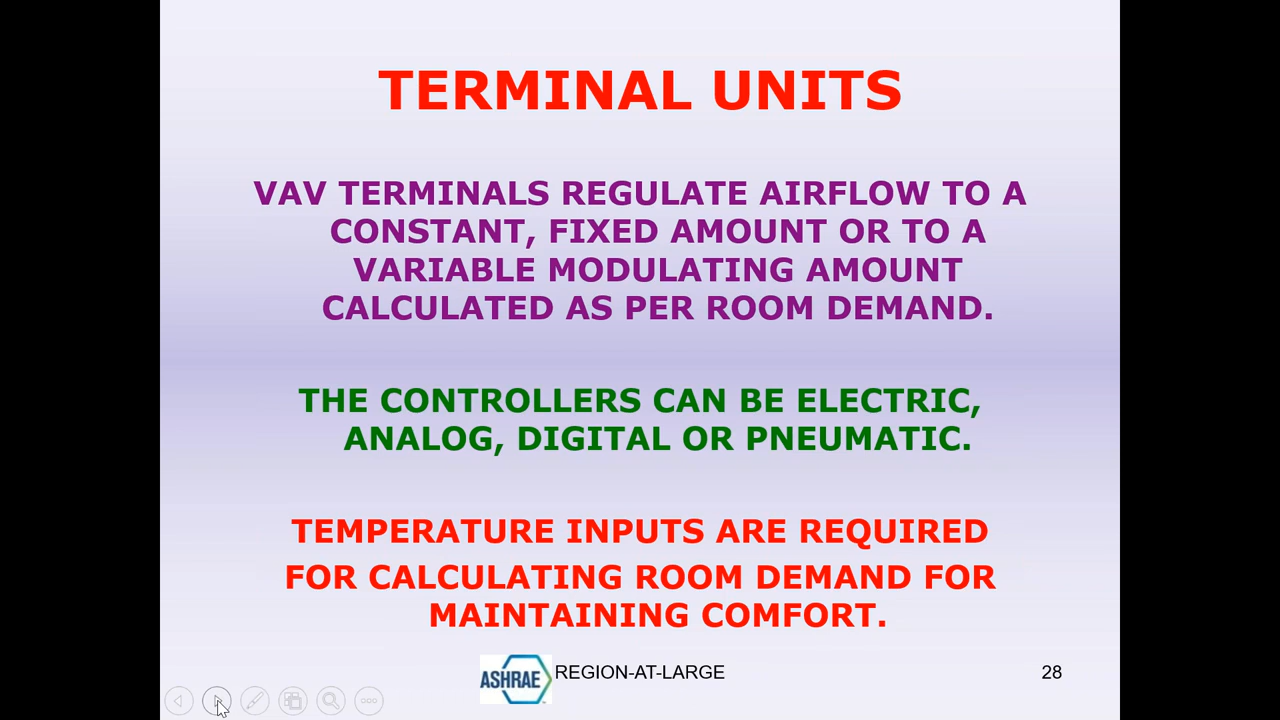 TERMINAL UNITS
VAV TERMINALS REGULATE AIRFLOW TO A
CONSTANT, FIXED AMOUNT OR TO A
VARIABLE MODULATING AMOUNT
CALCULATED AS PER ROOM DEMAND.
THE CONTROLLERS CAN BE ELECTRIC,
ANALOG, DIGITAL OR PNEUMATIC.
TEMPERATURE INPUTS ARE REQUIRED
FOR CALCULATING ROOM DEMAND FOR
MAINTAINING COMFORT.
ASHRAE REGION-AT-LARGE 28